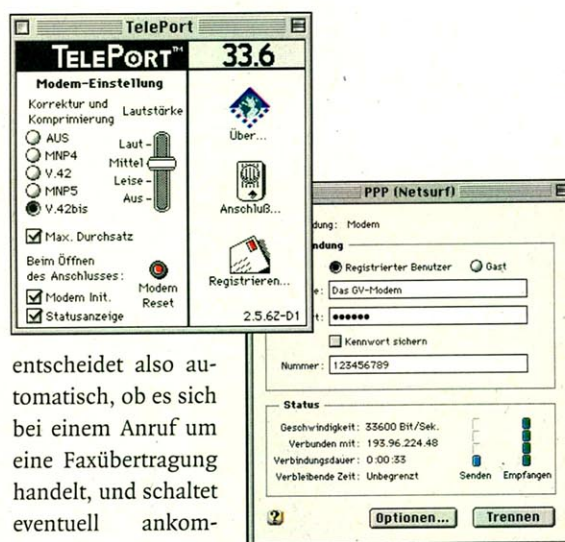 TelePort
TELEPORT™ 33.6
Modem-Einstellung
Korrektur und
Komprimierung
AUS
MNP4
V.42
MNP5
V.42bis
Lautstärke
Laut
Mittel
Leise
Aus
Max. Durchsatz
Beim Öffnen
des Anschlusses:
Modem Init.
Statusanzeige
Modem
Reset
Über...
Anschluß...
Registrieren...
2.5.6Z-D1
PPP (Netsurf)
dung: Modem
ndung
Registrierter Benutzer Gast
e: Das GV-Modem
t: ●●●●●●
Kennwort sichern
Nummer: 123456789
Status
Geschwindigkeit: 33600 Bit/Sek.
Verbunden mit: 193.96.224.48
Verbindungsdauer: 0:00:33
Verbleibende Zeit: Unbegrenzt
Senden Empfangen
Optionen... Trennen
entscheidet also au-
tomatisch, ob es sich
bei einem Anruf um
eine Faxübertragung
handelt, und schaltet
eventuell ankom-